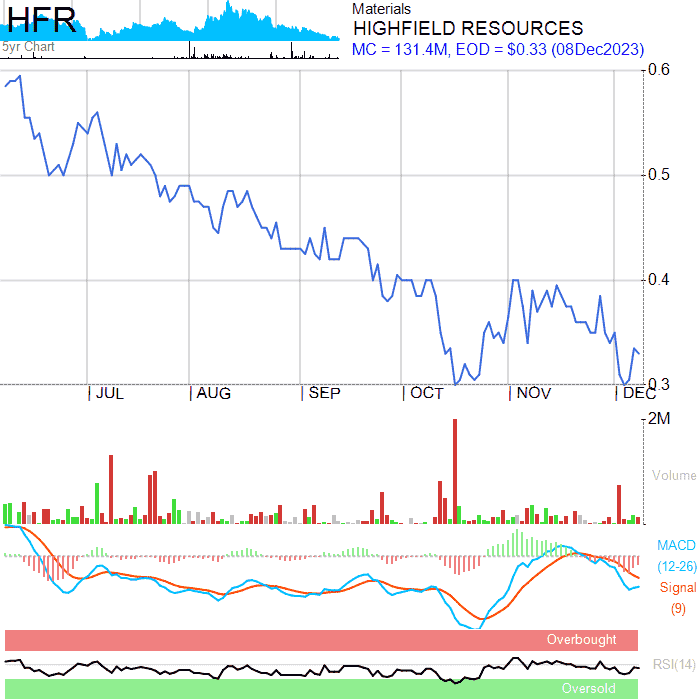 HFR
5yr Chart
Materials
HIGHFIELD RESOURCES
MC = 131.4M, EOD = $0.33 (08Dec2023)
0.6
0.5
0.4
0.3
JUL AUG SEP OCT NOV DEC
2M
Volume
MACD
(12-26)
Signal
(9)
Overbought
RSI(14)
Oversold